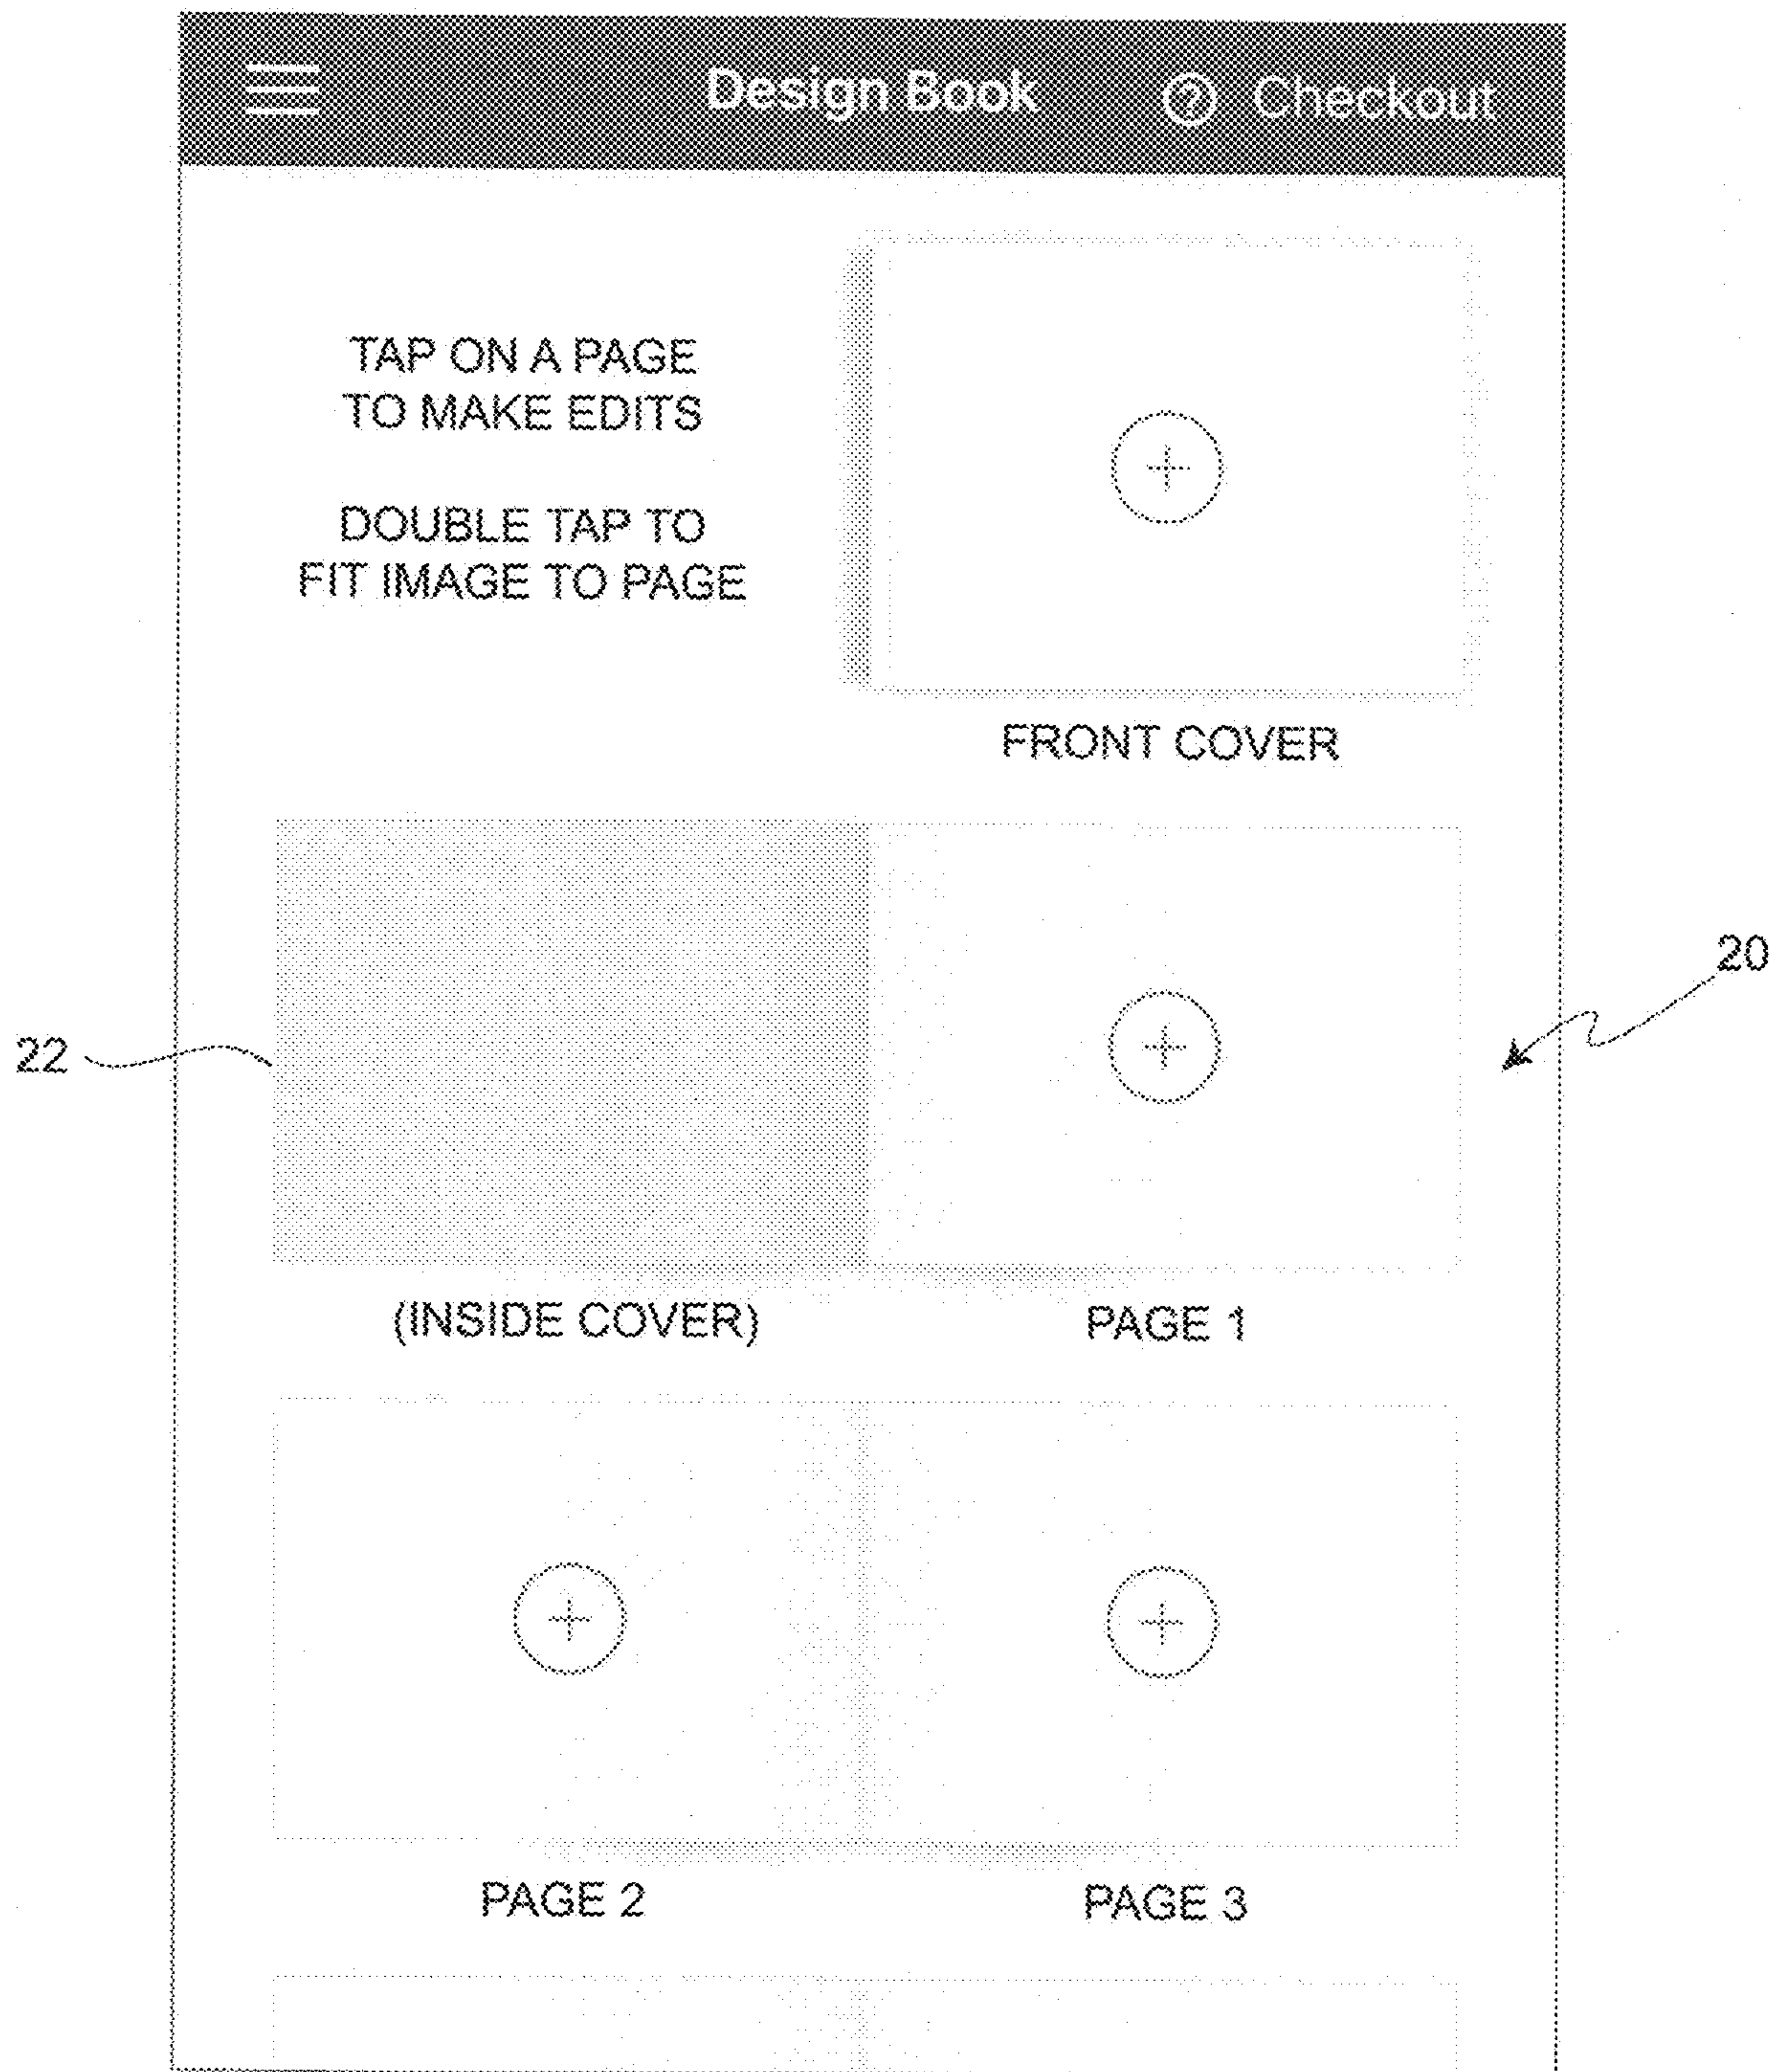 Design Book
? Checkout
TAP ON A PAGE
TO MAKE EDITS
DOUBLE TAP TO
FIT IMAGE TO PAGE
FRONT COVER
20
22
(INSIDE COVER)
PAGE 1
PAGE 2
PAGE 3